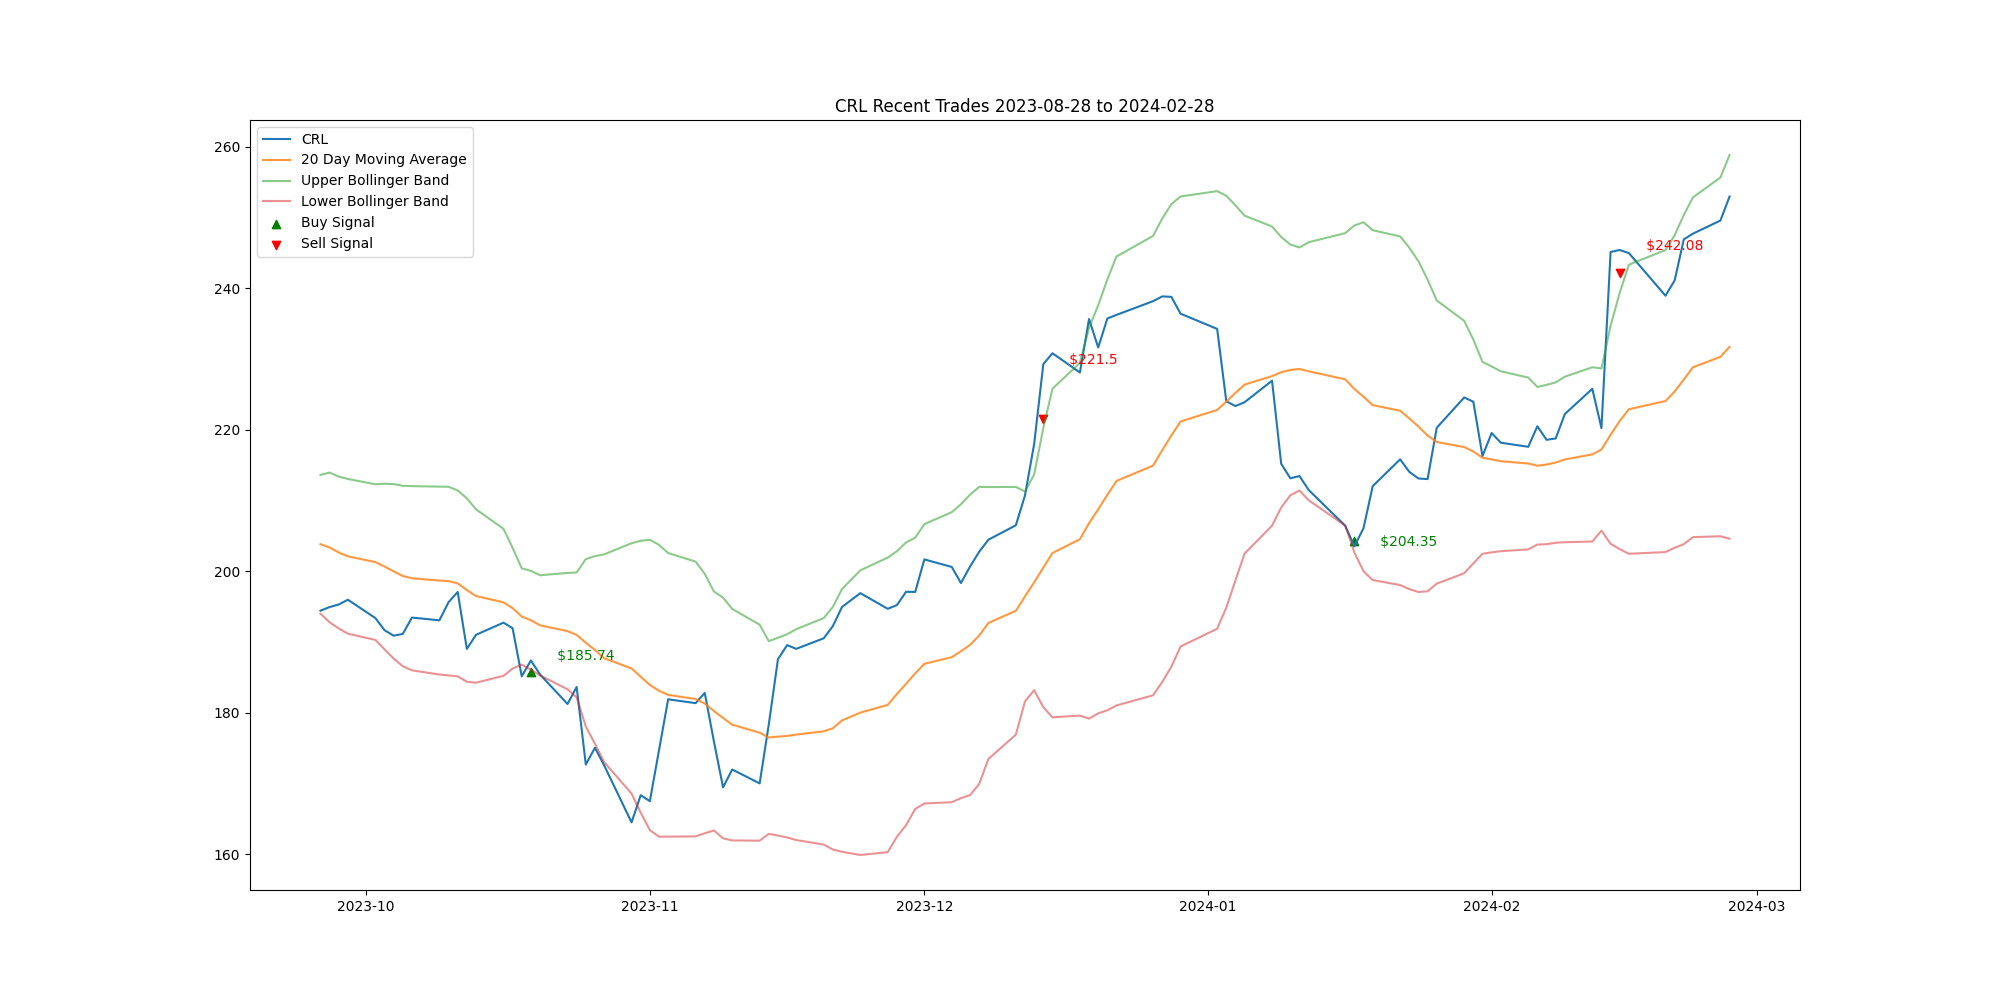 CRL Recent Trades 2023-08-28 to 2024-02-28
CRL
20 Day Moving Average
Upper Bollinger Band
Lower Bollinger Band
Buy Signal
Sell Signal
260
240
220
200
180
160
$185.74
$221.5
$204.35
$242.08
2023-10
2023-11
2023-12
2024-01
2024-02
2024-03